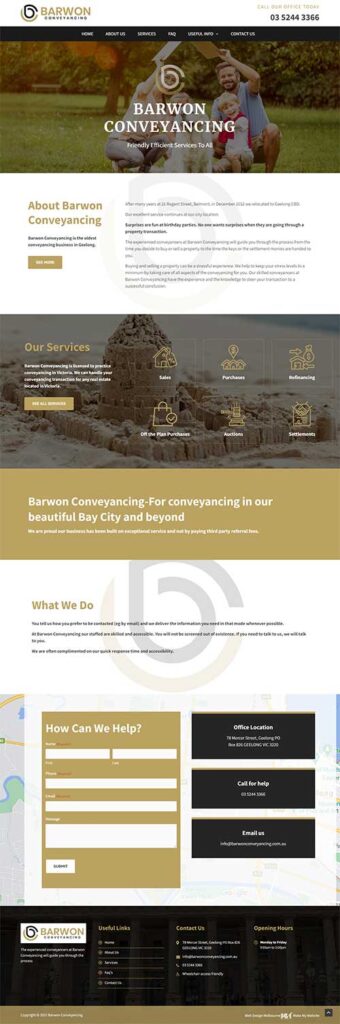 BARWON
CONVEYANCING
CALL OUR OFFICE TODAY
03 5244 3366
HOME ABOUT US SERVICES FAQ USEFUL INFO CONTACT US
BARWON
CONVEYANCING
Friendly Efficient Services To All
About Barwon
Conveyancing
Barwon Conveyancing is the oldest
conveyancing business in Geelong.
SEE MORE
After many years at 16 Regent Street, Belmont, in December 2012 we relocated to Geelong CBD.
Our excellent service continues at our city location.
Surprises are fun at birthday parties. No one wants surprises when they are going through a
property transaction.
The experienced conveyancers at Barwon Conveyancing will guide you through the process from the
time you decide to buy or sell a property to the time the keys or the settlement monies are handed to
you.
Buying and selling a property can be a stressful experience. We help to keep your stress levels to a
minimum by taking care of all aspects of the conveyancing for you. Our skilled conveyancers at
Barwon Conveyancing have the experience and the knowledge to steer your transaction to a
successful conclusion.
Our Services
Barwon Conveyancing is licensed to practice
conveyancing in Victoria. We can handle your
conveyancing transaction for any real estate
located in Victoria.
SEE ALL SERVICES
Sales
Purchases
Refinancing
Off the Plan Purchases
Auctions
Settlements
Barwon Conveyancing-For conveyancing in our
beautiful Bay City and beyond
We are proud our business has been built on exceptional service and not by paying third party referral fees.
What We Do
You tell us how you prefer to be contacted (eg by email) and we deliver the information you need in that mode whenever possible.
At Barwon Conveyancing our staffed are skilled and accessible. You will not be screened out of existence. If you need to talk to us, we will talk
to you.
We are often complimented on our quick response time and accessibility.
How Can We Help?
Name (Required)
First
Last
Phone (Required)
Email (Required)
Message
SUBMIT
Office Location
78 Mercer Street, Geelong PO
Box 826 GEELONG VIC 3220
Call for help
03 5244 3366
Email us
info@barwonconveyancing.com.au
BARWON
CONVEYANCING
The experienced conveyancers at Barwon
Conveyancing will guide you through the
process
Useful Links
Home
About Us
Services
Faq's
Contact Us
Contact Us
78 Mercer Street, Geelong PO Box 826
GEELONG VIC 3220
info@barwonconveyancing.com.au
03 5244 3366
Wheelchair access friendly
Opening Hours
Monday to Friday
9:00am to 5:00pm
Copyright © 2021 Barwon Conveyancing
Web Design Melbourne Make My Website